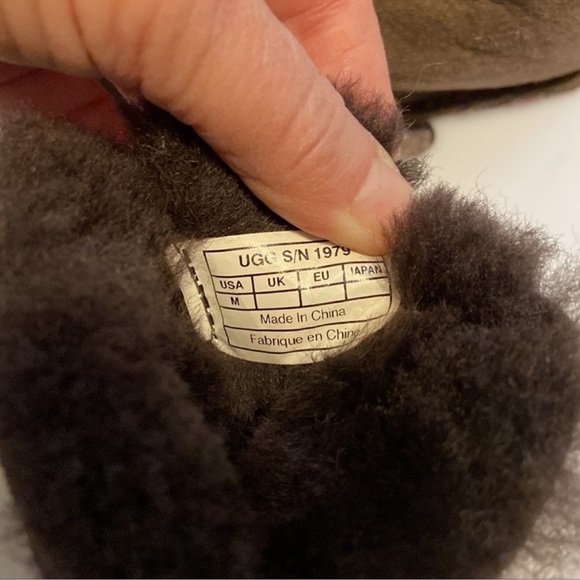 UGG S/N 1979
USA UK EU JAPAN
M
Made In China
Fabrique en Chine